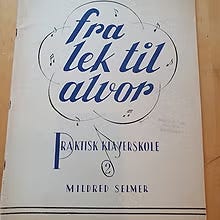 fra
lek til
alvor
PRAKTISK KLAVERSKOLE
2
MILDRED SELMER